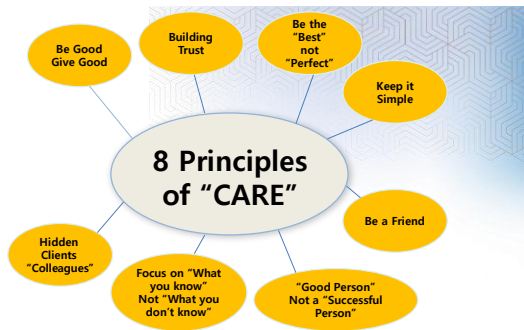 Be Good
Give Good
Building
Trust
Be the
“Best”
not
“Perfect”
Keep it
Simple
8 Principles
of “CARE”
Be a Friend
Hidden
Clients
“Colleagues”
Focus on “What
you know”
Not “What you
don’t know”
“Good Person”
Not a “Successful
Person”